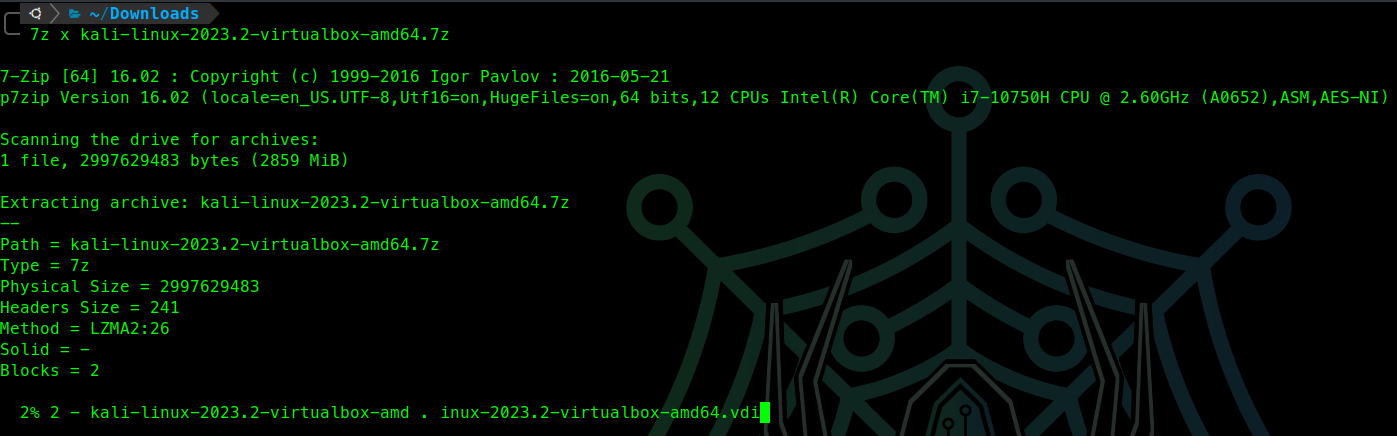 ~/Downloads
7z x kali-linux-2023.2-virtualbox-amd64.7z
7-Zip [64] 16.02 : Copyright (c) 1999-2016 Igor Pavlov : 2016-05-21
p7zip Version 16.02 (locale=en_US.UTF-8,Utf16=on,HugeFiles=on,64 bits,12 CPUs Intel(R) Core(TM) i7-10750H CPU @ 2.60GHz (A0652),ASM,AES-NI)
Scanning the drive for archives:
1 file, 2997629483 bytes (2859 MiB)
Extracting archive: kali-linux-2023.2-virtualbox-amd64.7z
--
Path = kali-linux-2023.2-virtualbox-amd64.7z
Type = 7z
Physical Size = 2997629483
Headers Size = 241
Method = LZMA2:26
Solid = -
Blocks = 2
2% 2 - kali-linux-2023.2-virtualbox-amd . inux-2023.2-virtualbox-amd64.vdi